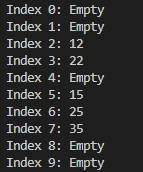 Index 0: Empty
Index 1: Empty
Index 2: 12
Index 3: 22
Index 4: Empty
Index 5: 15
Index 6: 25
Index 7: 35
Index 8: Empty
Index 9: Empty